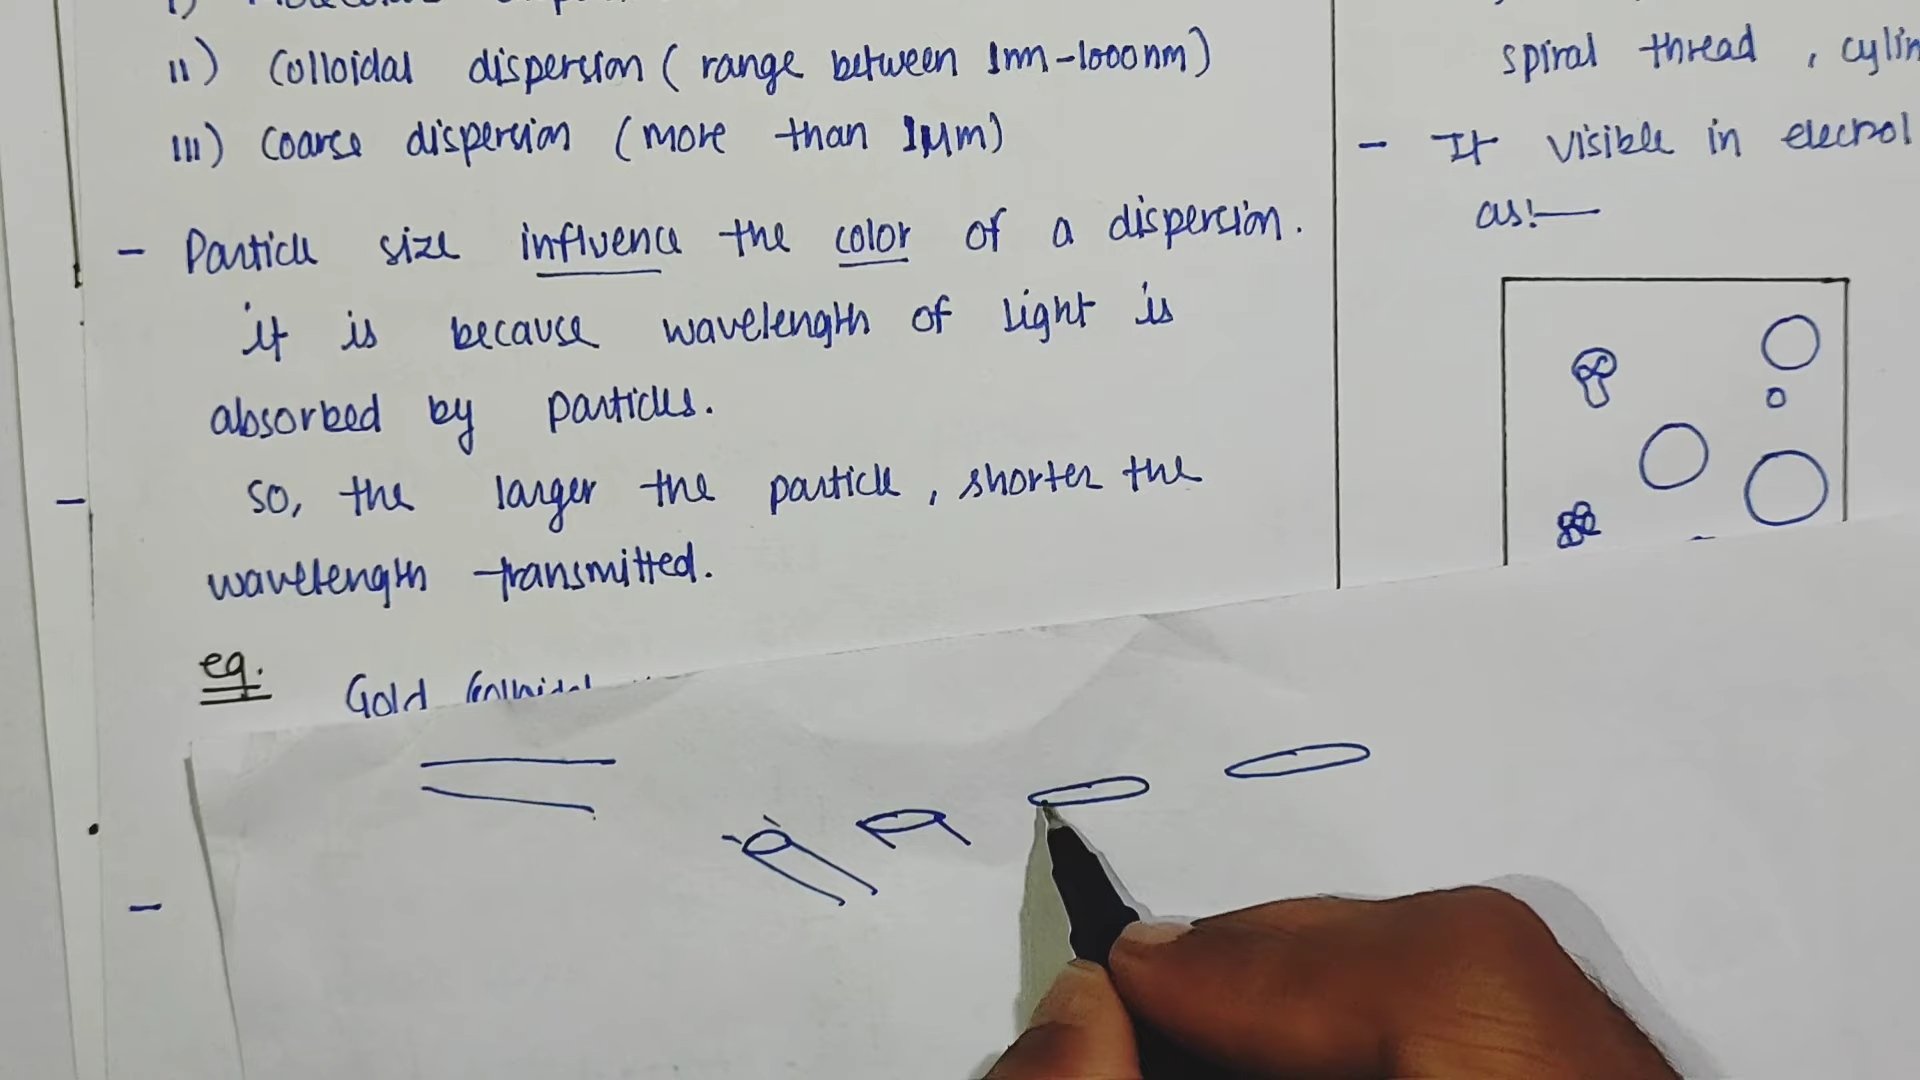 ii) Colloidal dispersion (range between 1nm-1000nm)
iii) Coarse dispersion (more than 1μm)
- Particle size influence the color of a dispersion.
it is because wavelength of light is
absorbed by particles.
so, the larger the particle, shorter the
wavelength transmitted.
eg. Gold Colloidal
spiral thread, cylin
- It visible in elecrol
as:—